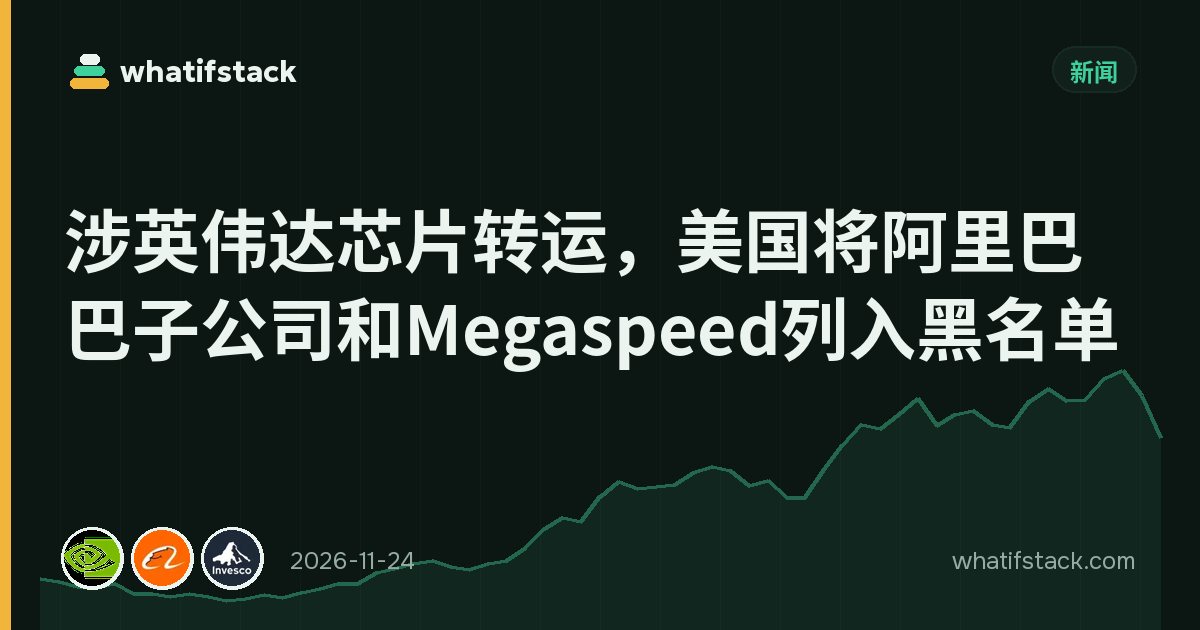 whatifstack
新闻
涉英伟达芯片转运，美国将阿里巴
巴子公司和Megaspeed列入黑名单
Invesco
2026-11-24
whatifstack.com